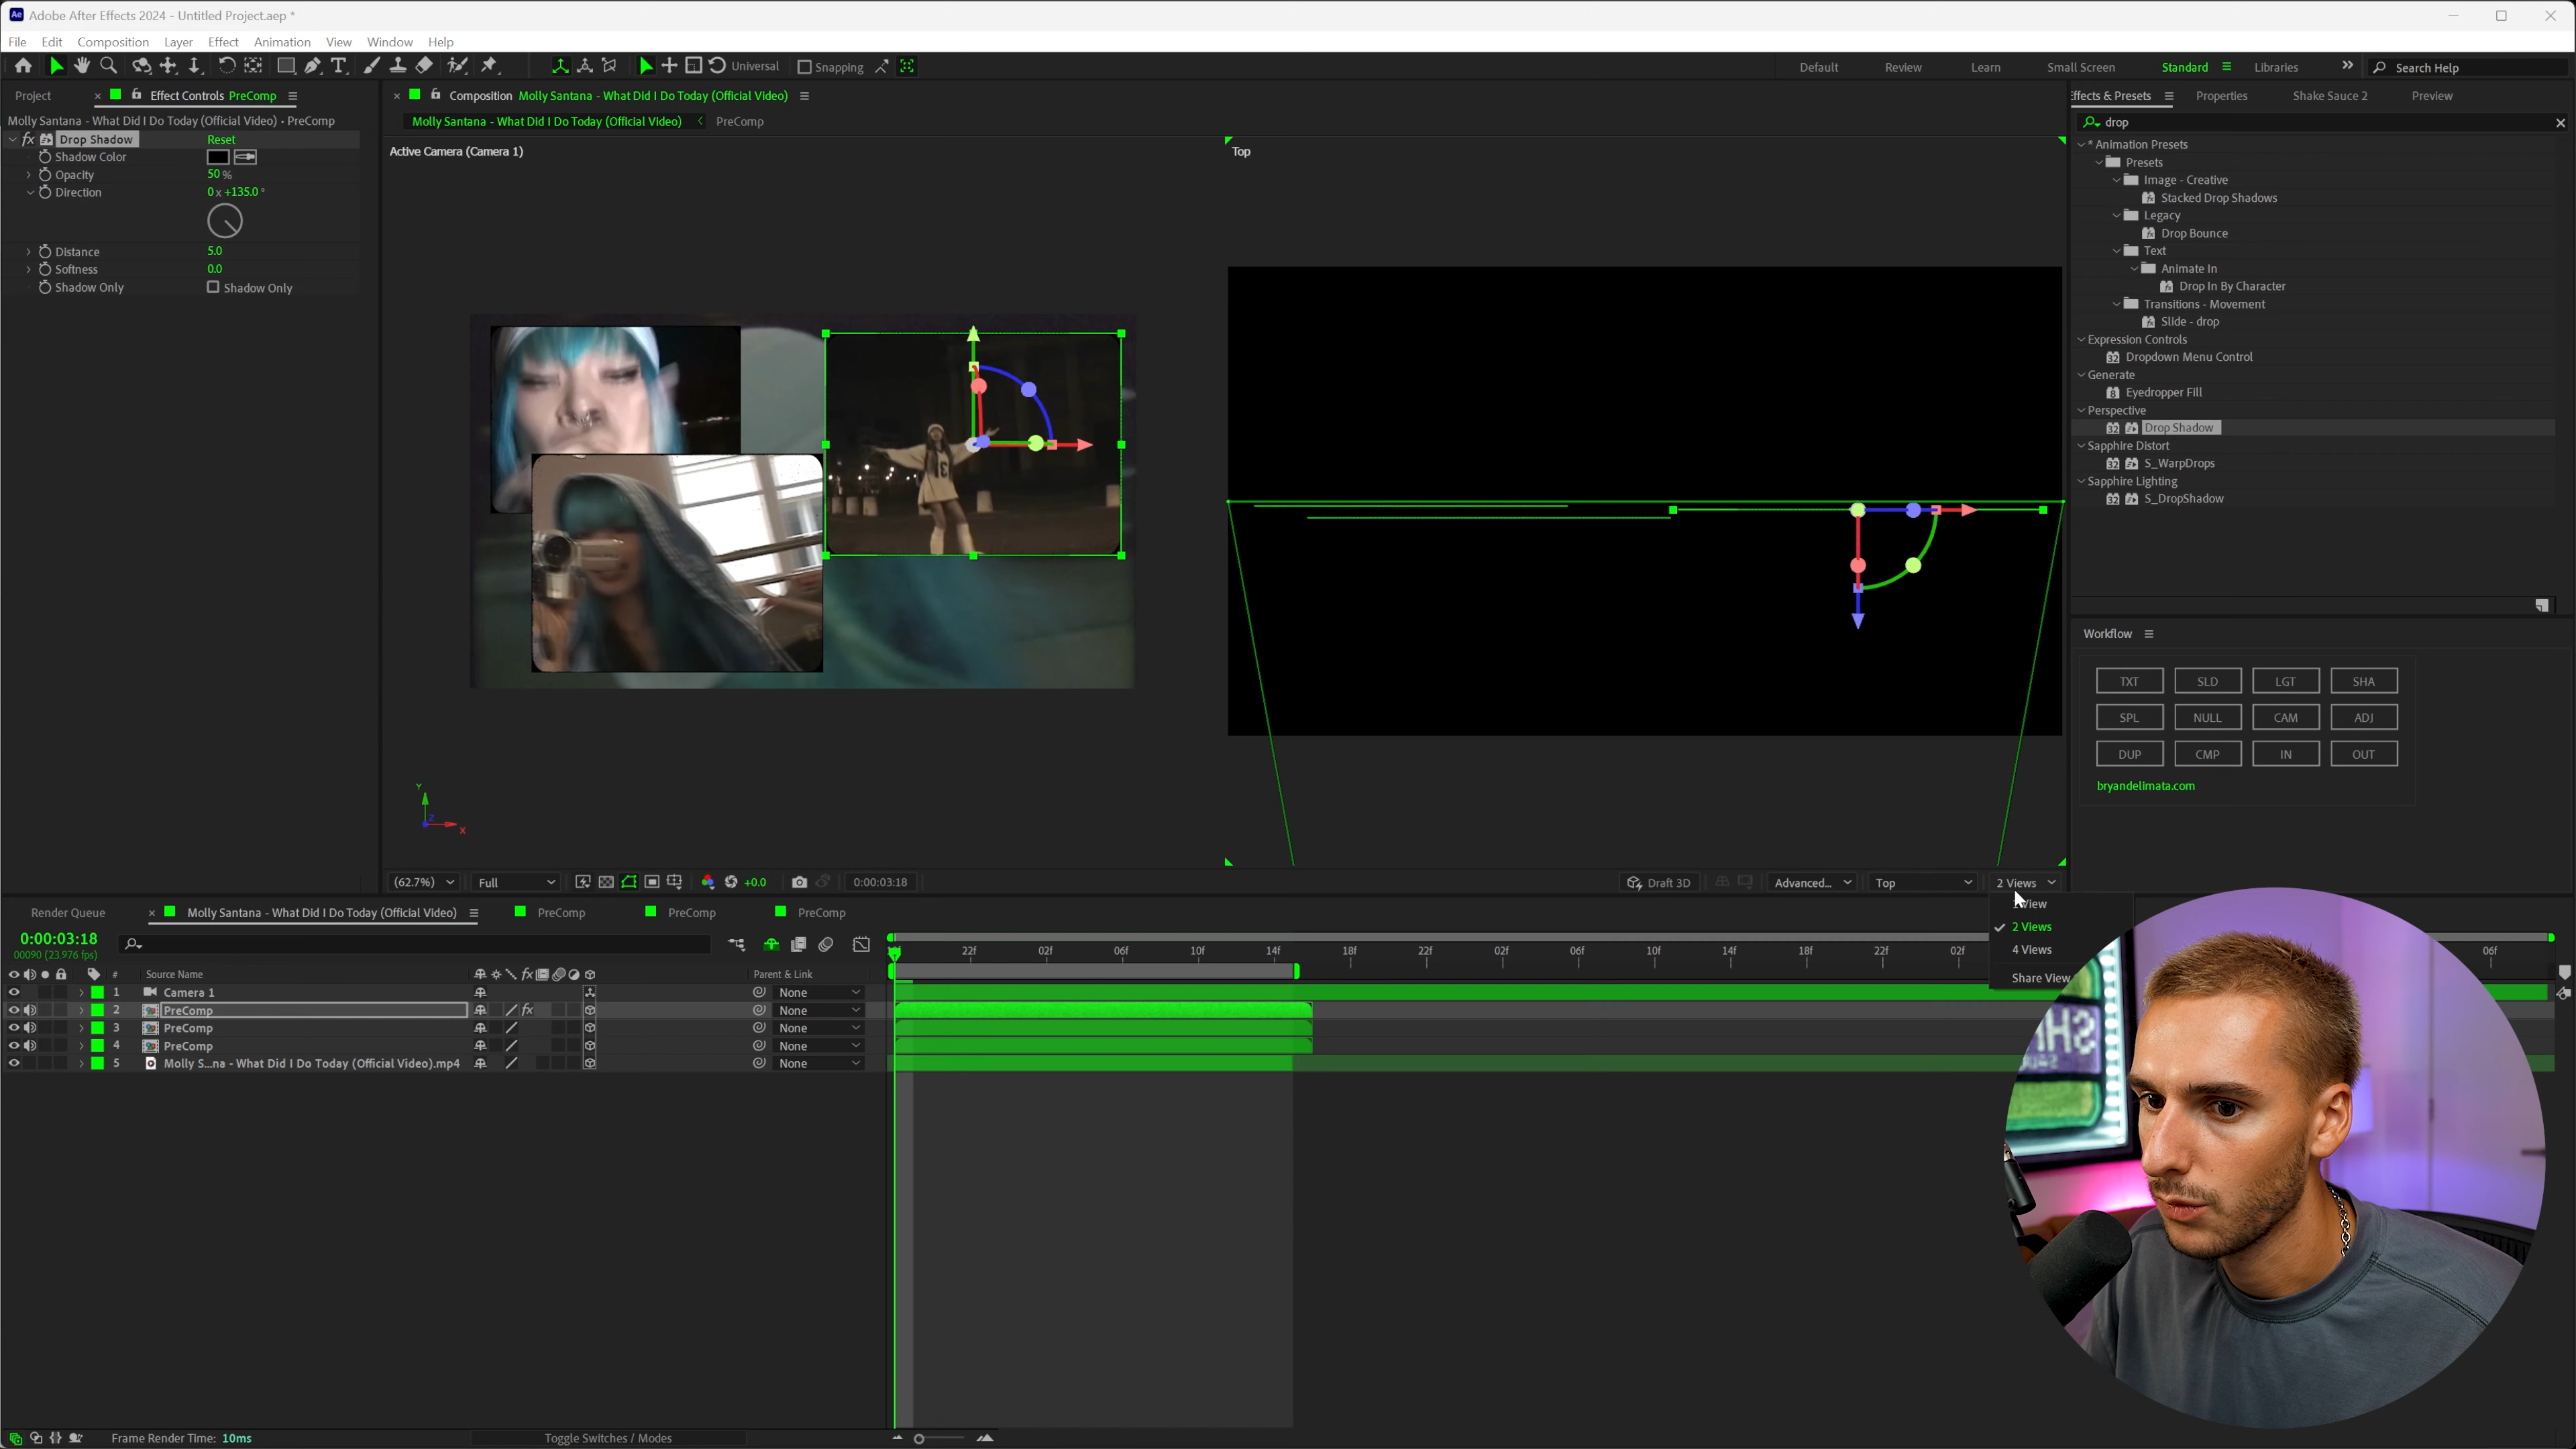 Adobe After Effects 2024 - Untitled Project.aep *
File Edit Composition Layer Effect Animation View Window Help
Universal Snapping Default Review Learn Small Screen Standard Libraries Search Help
Project Effect Controls PreComp
Molly Santana - What Did I Do Today (Official Video) • PreComp
fx Drop Shadow Reset
Shadow Color
Opacity 50 %
Direction 0 x +135.0 °
Distance 5.0
Softness 0.0
Shadow Only Shadow Only
Composition Molly Santana - What Did I Do Today (Official Video)
Molly Santana - What Did I Do Today (Official Video) PreComp
Active Camera (Camera 1)
Top
13
Y
Z
X
(62.7%) Full +0.0 0:00:03:18 Draft 3D Advanced... Top 2 Views
Effects & Presets Properties Shake Sauce 2 Preview
drop
* Animation Presets
Presets
Image - Creative
Stacked Drop Shadows
Legacy
Drop Bounce
Text
Animate In
Drop In By Character
Transitions - Movement
Slide - drop
Expression Controls
Dropdown Menu Control
Generate
Eyedropper Fill
Perspective
Drop Shadow
Sapphire Distort
S_WarpDrops
Sapphire Lighting
S_DropShadow
Workflow
TXT SLD LGT SHA
SPL NULL CAM ADJ
DUP CMP IN OUT
bryandelimata.com
View
2 Views
4 Views
Share View
Render Queue Molly Santana - What Did I Do Today (Official Video) PreComp PreComp PreComp
0:00:03:18
00090 (23.976 fps)
22f 02f 06f 10f 14f 18f 22f 02f 06f 10f 14f 18f 22f 02f 06f
# Source Name fx Parent & Link
1 Camera 1 None
2 PreComp fx None
3 PreComp None
4 PreComp None
5 Molly S...na - What Did I Do Today (Official Video).mp4 None
Frame Render Time: 10ms Toggle Switches / Modes